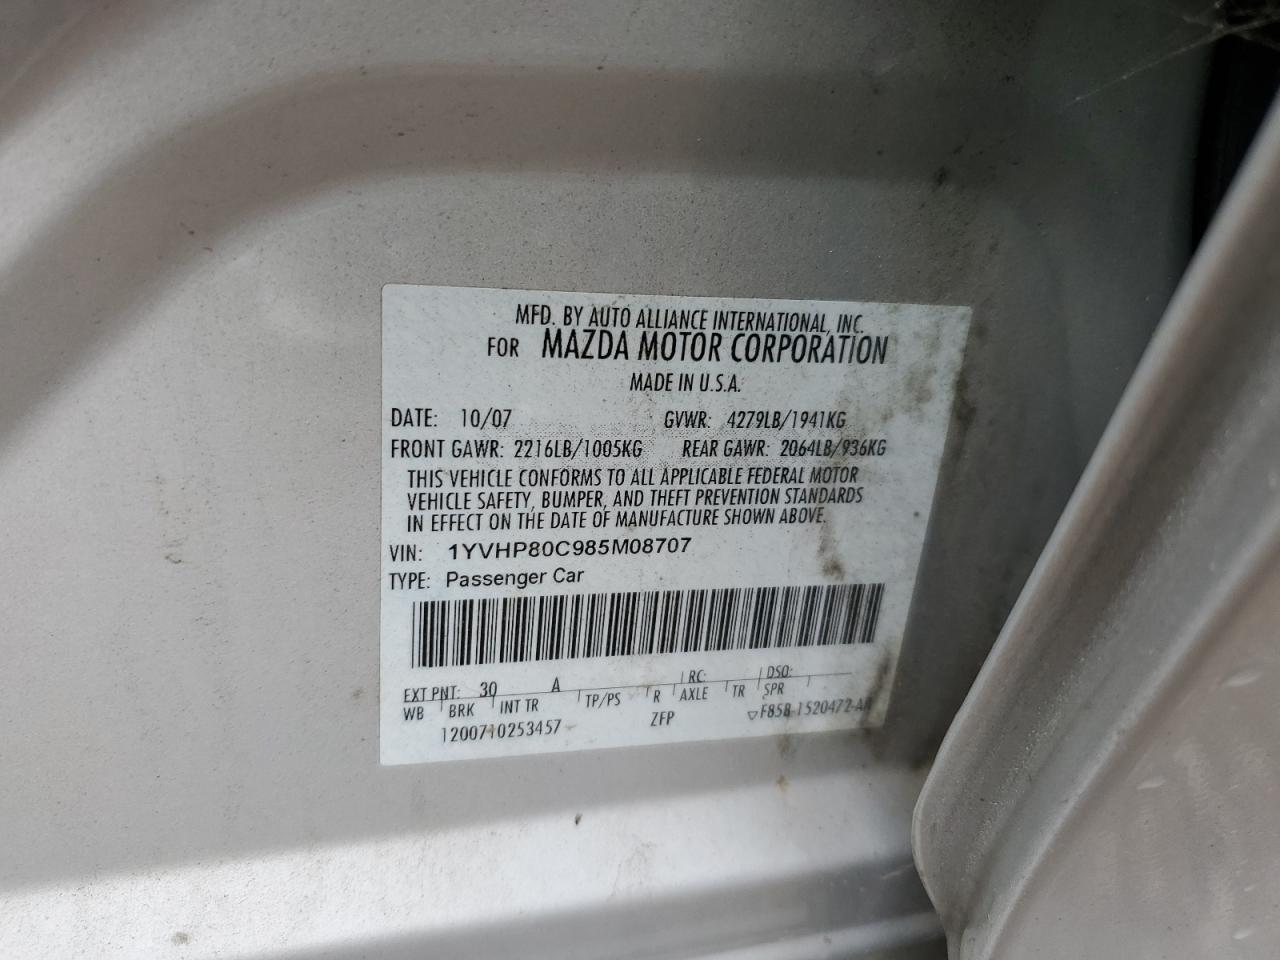 MFD. BY AUTO ALLIANCE INTERNATIONAL, INC.
FOR MAZDA MOTOR CORPORATION
MADE IN U.S.A.
DATE: 10/07 GVWR: 4279LB/1941KG
FRONT GAWR: 2216LB/1005KG REAR GAWR: 2064LB/936KG
THIS VEHICLE CONFORMS TO ALL APPLICABLE FEDERAL MOTOR
VEHICLE SAFETY, BUMPER, AND THEFT PREVENTION STANDARDS
IN EFFECT ON THE DATE OF MANUFACTURE SHOWN ABOVE.
VIN: 1YVHP80C985M08707
TYPE: Passenger Car
EXT PNT: 30 A RC: DSO:
WB BRK INT TR TP/PS R AXLE TR SPR
1200710253457 ZFP